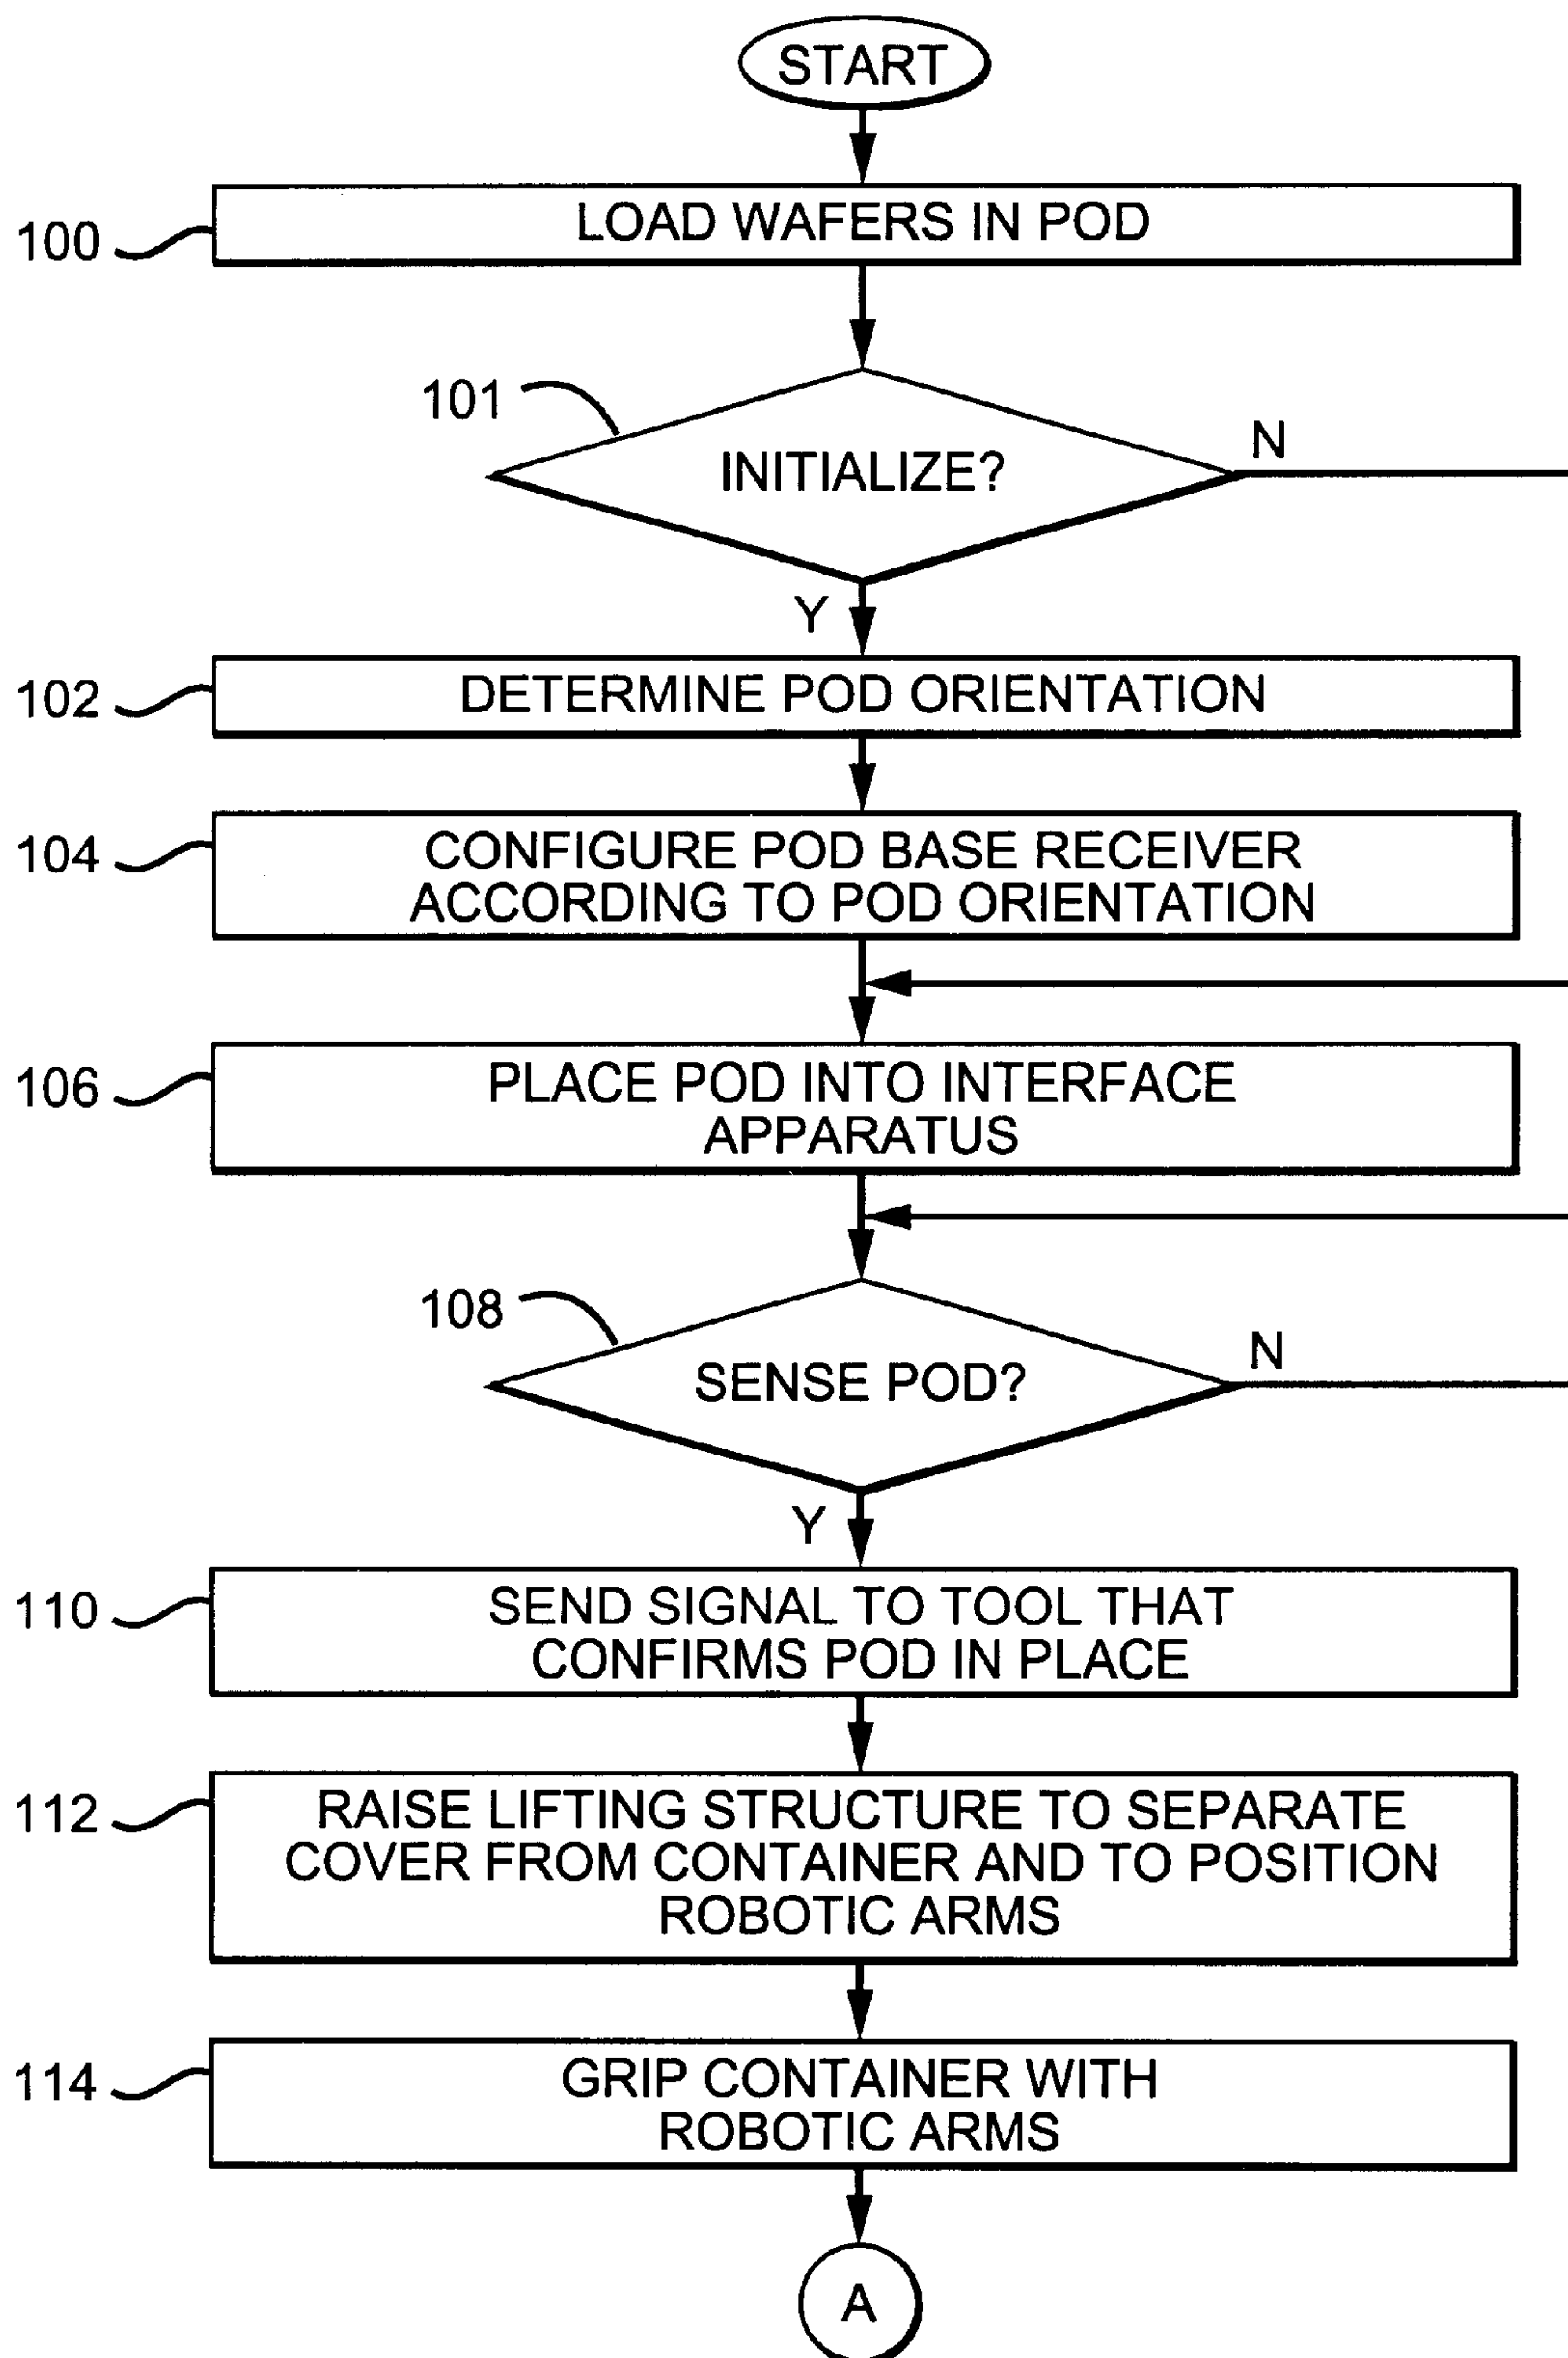 START
LOAD WAFERS IN POD
100
101
INITIALIZE?
N
Y
102
DETERMINE POD ORIENTATION
104
CONFIGURE POD BASE RECEIVER
ACCORDING TO POD ORIENTATION
106
PLACE POD INTO INTERFACE
APPARATUS
108
SENSE POD?
N
Y
110
SEND SIGNAL TO TOOL THAT
CONFIRMS POD IN PLACE
112
RAISE LIFTING STRUCTURE TO SEPARATE
COVER FROM CONTAINER AND TO POSITION
ROBOTIC ARMS
114
GRIP CONTAINER WITH
ROBOTIC ARMS
A